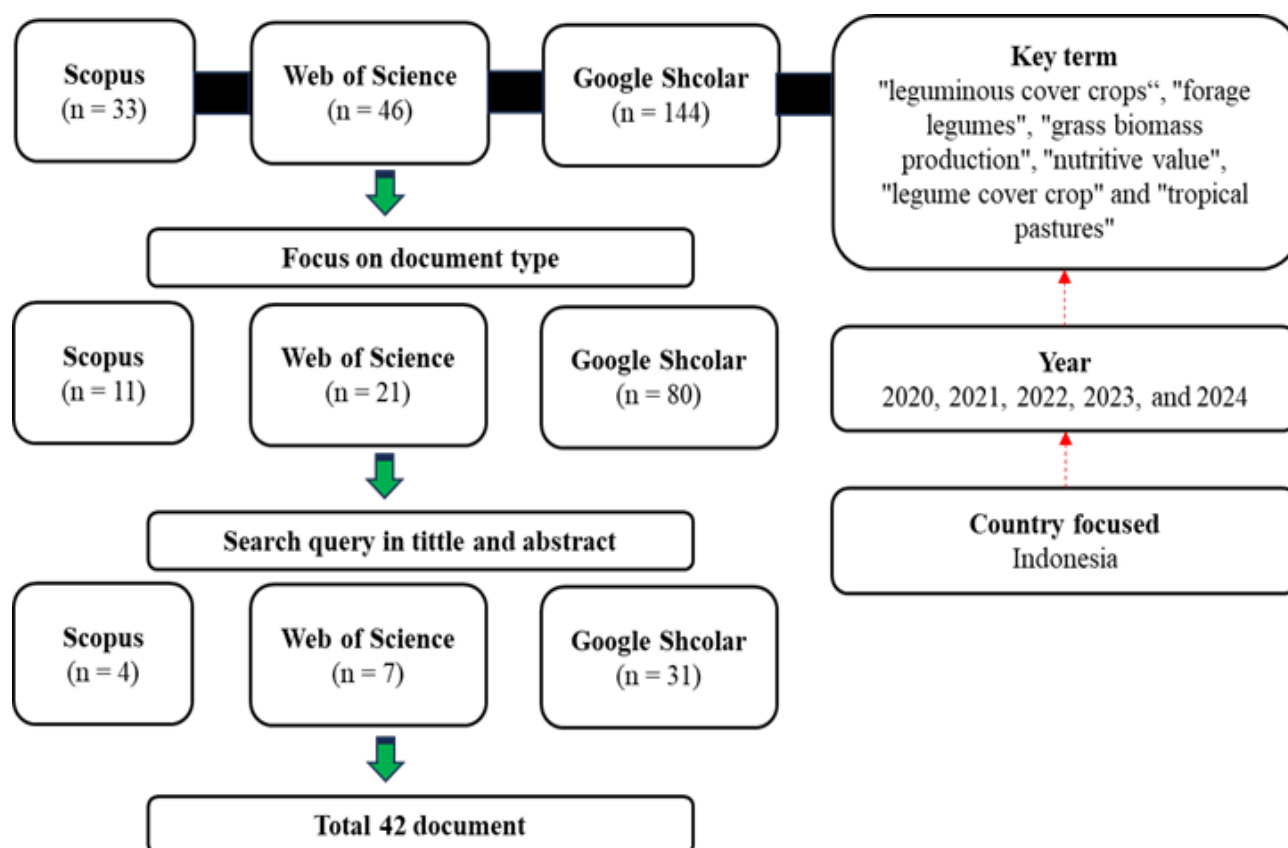 Scopus
(n = 33)
Web of Science
(n = 46)
Google Shcolar
(n = 144)
Key term
"leguminous cover crops“, "forage
legumes", "grass biomass
production", "nutritive value",
"legume cover crop" and "tropical
pastures"
Focus on document type
Scopus
(n = 11)
Web of Science
(n = 21)
Google Shcolar
(n = 80)
Year
2020, 2021, 2022, 2023, and 2024
Search query in tittle and abstract
Country focused
Indonesia
Scopus
(n = 4)
Web of Science
(n = 7)
Google Shcolar
(n = 31)
Total 42 document